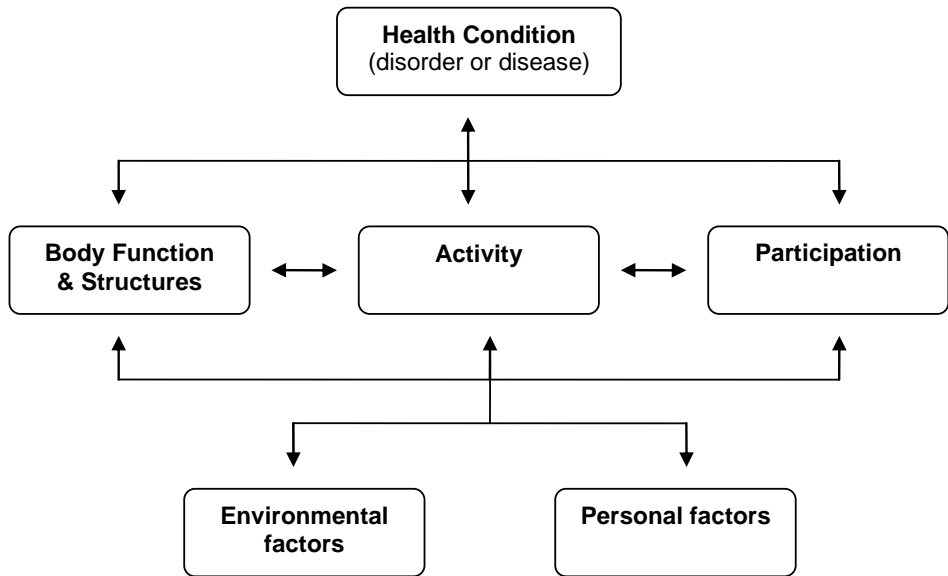 Health Condition
(disorder or disease)
Body Function
& Structures
Activity
Participation
Environmental
factors
Personal factors